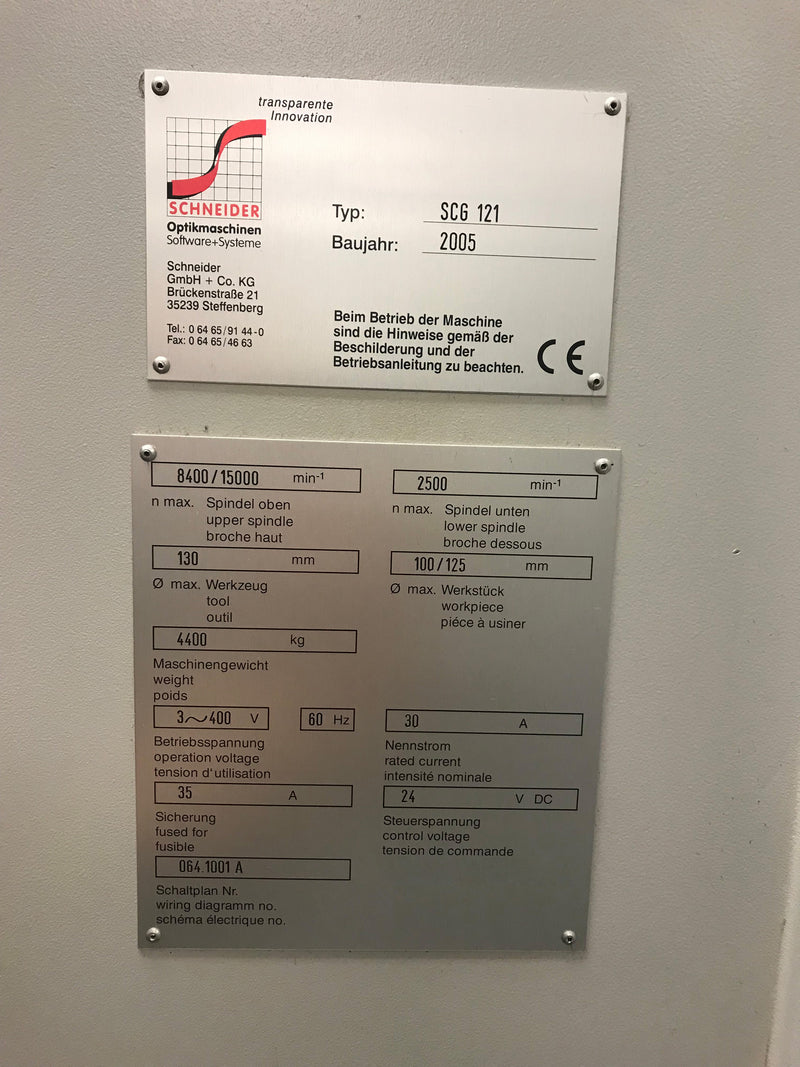 transparente
Innovation
SCHNEIDER
Optikmaschinen
Software+Systeme
Schneider
GmbH + Co. KG
Brückenstraße 21
35239 Steffenberg
Tel.: 0 64 65/91 44-0
Fax: 0 64 65/46 63
Typ: SCG 121
Baujahr: 2005
Beim Betrieb der Maschine
sind die Hinweise gemäß der
Beschilderung und der
Betriebsanleitung zu beachten.
CE
8400/15000 min-1
n max. Spindel oben
upper spindle
broche haut
2500 min-1
n max. Spindel unten
lower spindle
broche dessous
130 mm
Ø max. Werkzeug
tool
outil
100/125 mm
Ø max. Werkstück
workpiece
piéce à usiner
4400 kg
Maschinengewicht
weight
poids
3~400 V 60 Hz
Betriebsspannung
operation voltage
tension d'utilisation
30 A
Nennstrom
rated current
intensité nominale
35 A
Sicherung
fused for
fusible
24 V DC
Steuerspannung
control voltage
tension de commande
064.1001 A
Schaltplan Nr.
wiring diagramm no.
schéma électrique no.